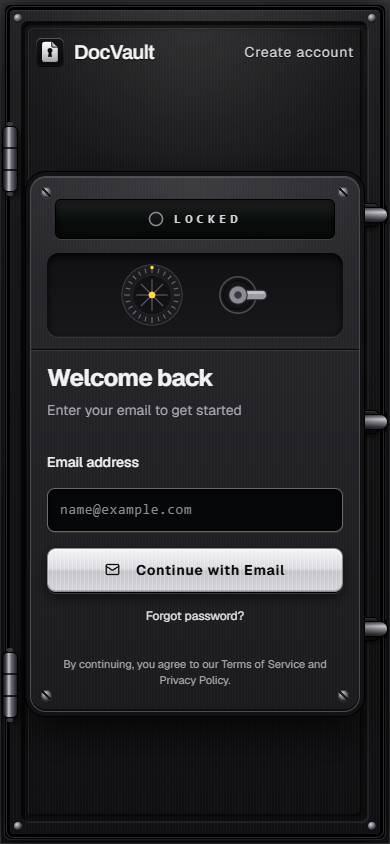 DocVault
Create account
LOCKED
Welcome back
Enter your email to get started
Email address
name@example.com
Continue with Email
Forgot password?
By continuing, you agree to our Terms of Service and
Privacy Policy.